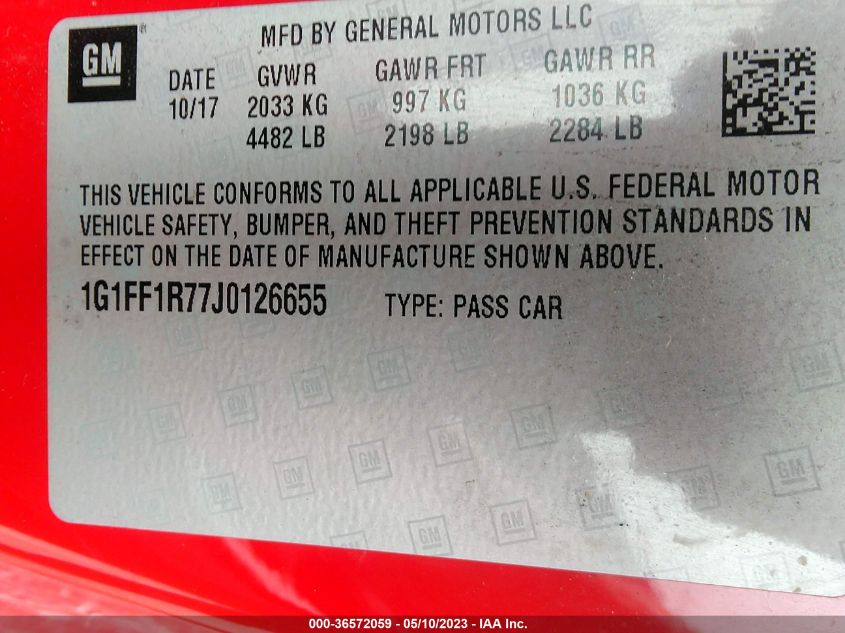 GM
MFD BY GENERAL MOTORS LLC
DATE GVWR GAWR FRT GAWR RR
10/17 2033 KG 997 KG 1036 KG
4482 LB 2198 LB 2284 LB
THIS VEHICLE CONFORMS TO ALL APPLICABLE U.S. FEDERAL MOTOR
VEHICLE SAFETY, BUMPER, AND THEFT PREVENTION STANDARDS IN
EFFECT ON THE DATE OF MANUFACTURE SHOWN ABOVE.
1G1FF1R77J0126655 TYPE: PASS CAR
000-36572059 - 05/10/2023 - IAA Inc.